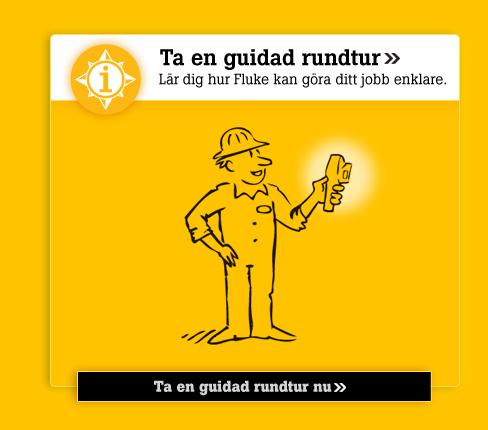 Ta en guidad rundtur»
Lär dig hur Fluke kan göra ditt jobb enklare.
Ta en guidad rundtur nu»